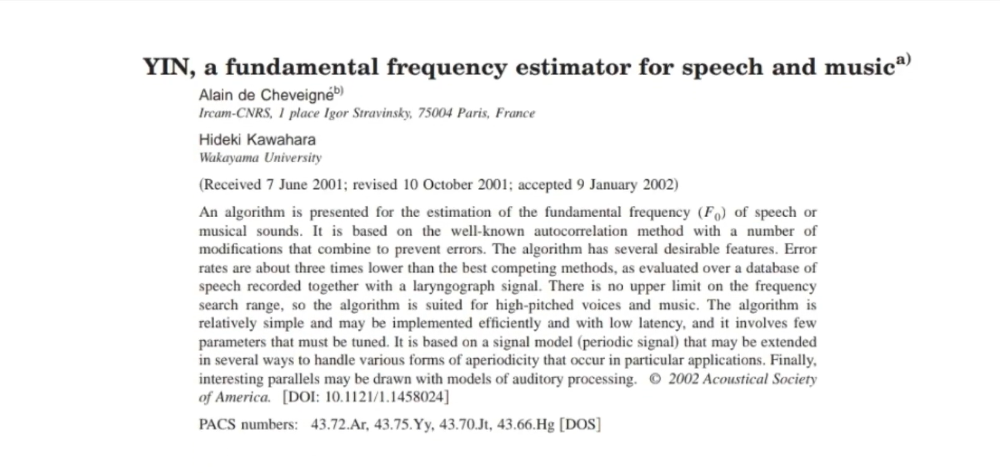 YIN, a fundamental frequency estimator for speech and musicᵃ⁾
Alain de Cheveignéᵇ⁾
Ircam-CNRS, 1 place Igor Stravinsky, 75004 Paris, France
Hideki Kawahara
Wakayama University
(Received 7 June 2001; revised 10 October 2001; accepted 9 January 2002)
An algorithm is presented for the estimation of the fundamental frequency (F₀) of speech or
musical sounds. It is based on the well-known autocorrelation method with a number of
modifications that combine to prevent errors. The algorithm has several desirable features. Error
rates are about three times lower than the best competing methods, as evaluated over a database of
speech recorded together with a laryngograph signal. There is no upper limit on the frequency
search range, so the algorithm is suited for high-pitched voices and music. The algorithm is
relatively simple and may be implemented efficiently and with low latency, and it involves few
parameters that must be tuned. It is based on a signal model (periodic signal) that may be extended
in several ways to handle various forms of aperiodicity that occur in particular applications. Finally,
interesting parallels may be drawn with models of auditory processing. © 2002 Acoustical Society
of America. [DOI: 10.1121/1.1458024]
PACS numbers: 43.72.Ar, 43.75.Yy, 43.70.Jt, 43.66.Hg [DOS]